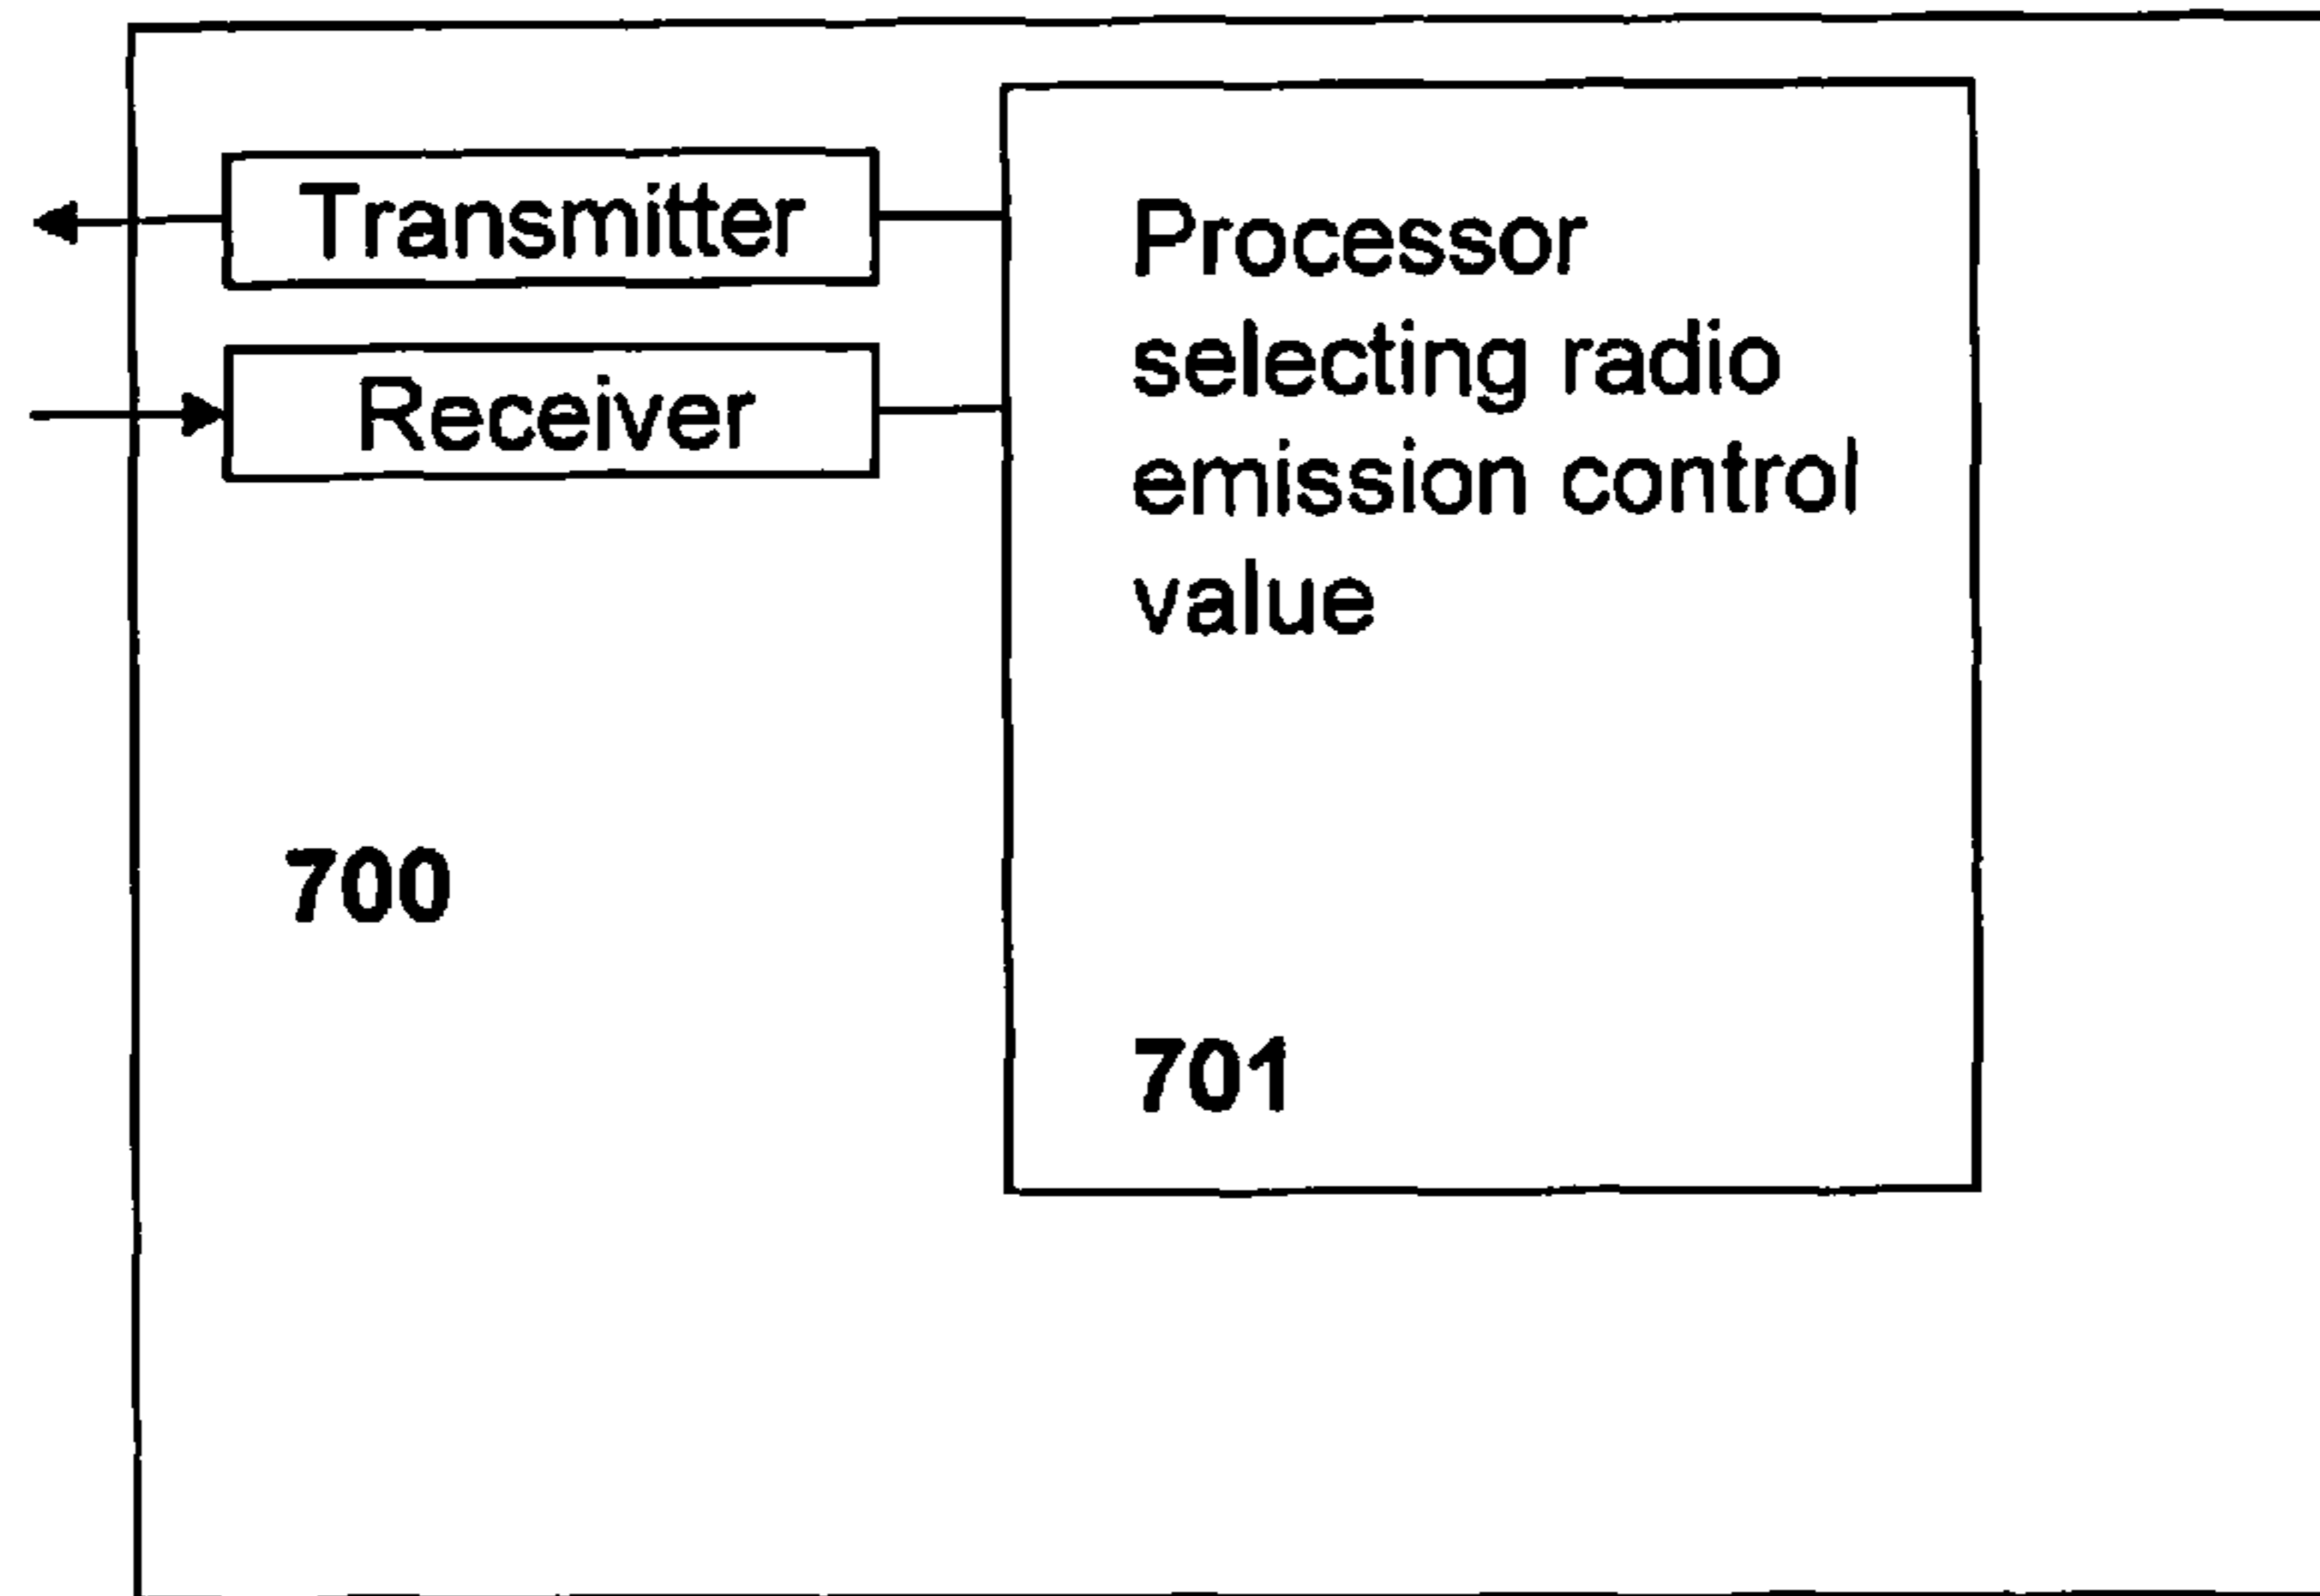 Transmitter
Receiver
Processor
selecting radio
emission control
value
700
701